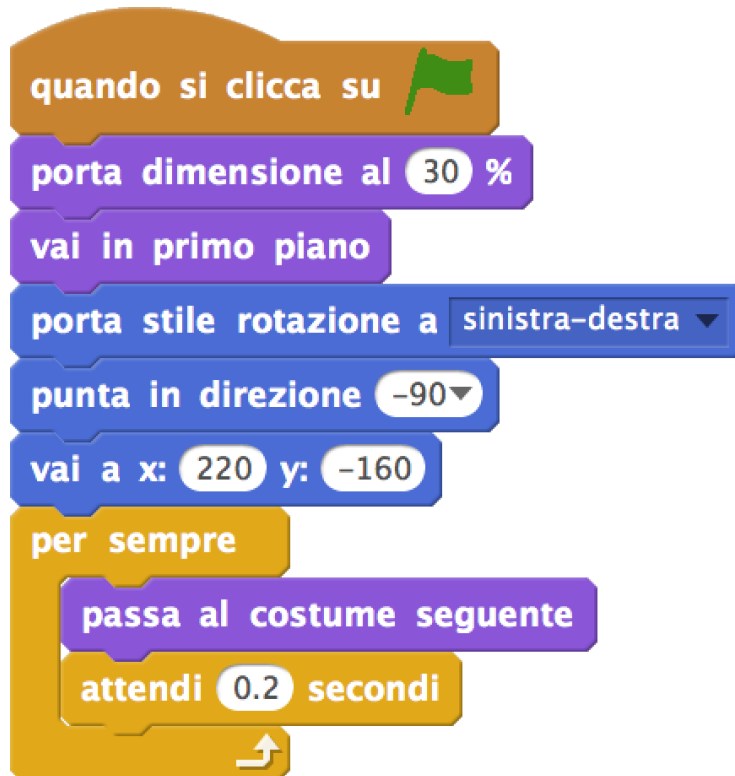 quando si clicca su
porta dimensione al 30 %
vai in primo piano
porta stile rotazione a sinistra-destra
punta in direzione -90
vai a x: 220 y: -160
per sempre
passa al costume seguente
attendi 0.2 secondi